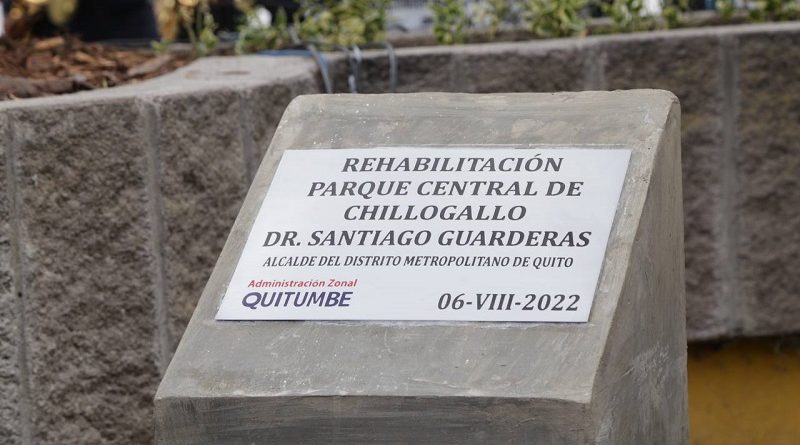 REHABILITACIÓN
PARQUE CENTRAL DE
CHILLOGALLO
DR. SANTIAGO GUARDERAS
ALCALDE DEL DISTRITO METROPOLITANO DE QUITO
Administración Zonal
QUITUMBE
06-VIII-2022